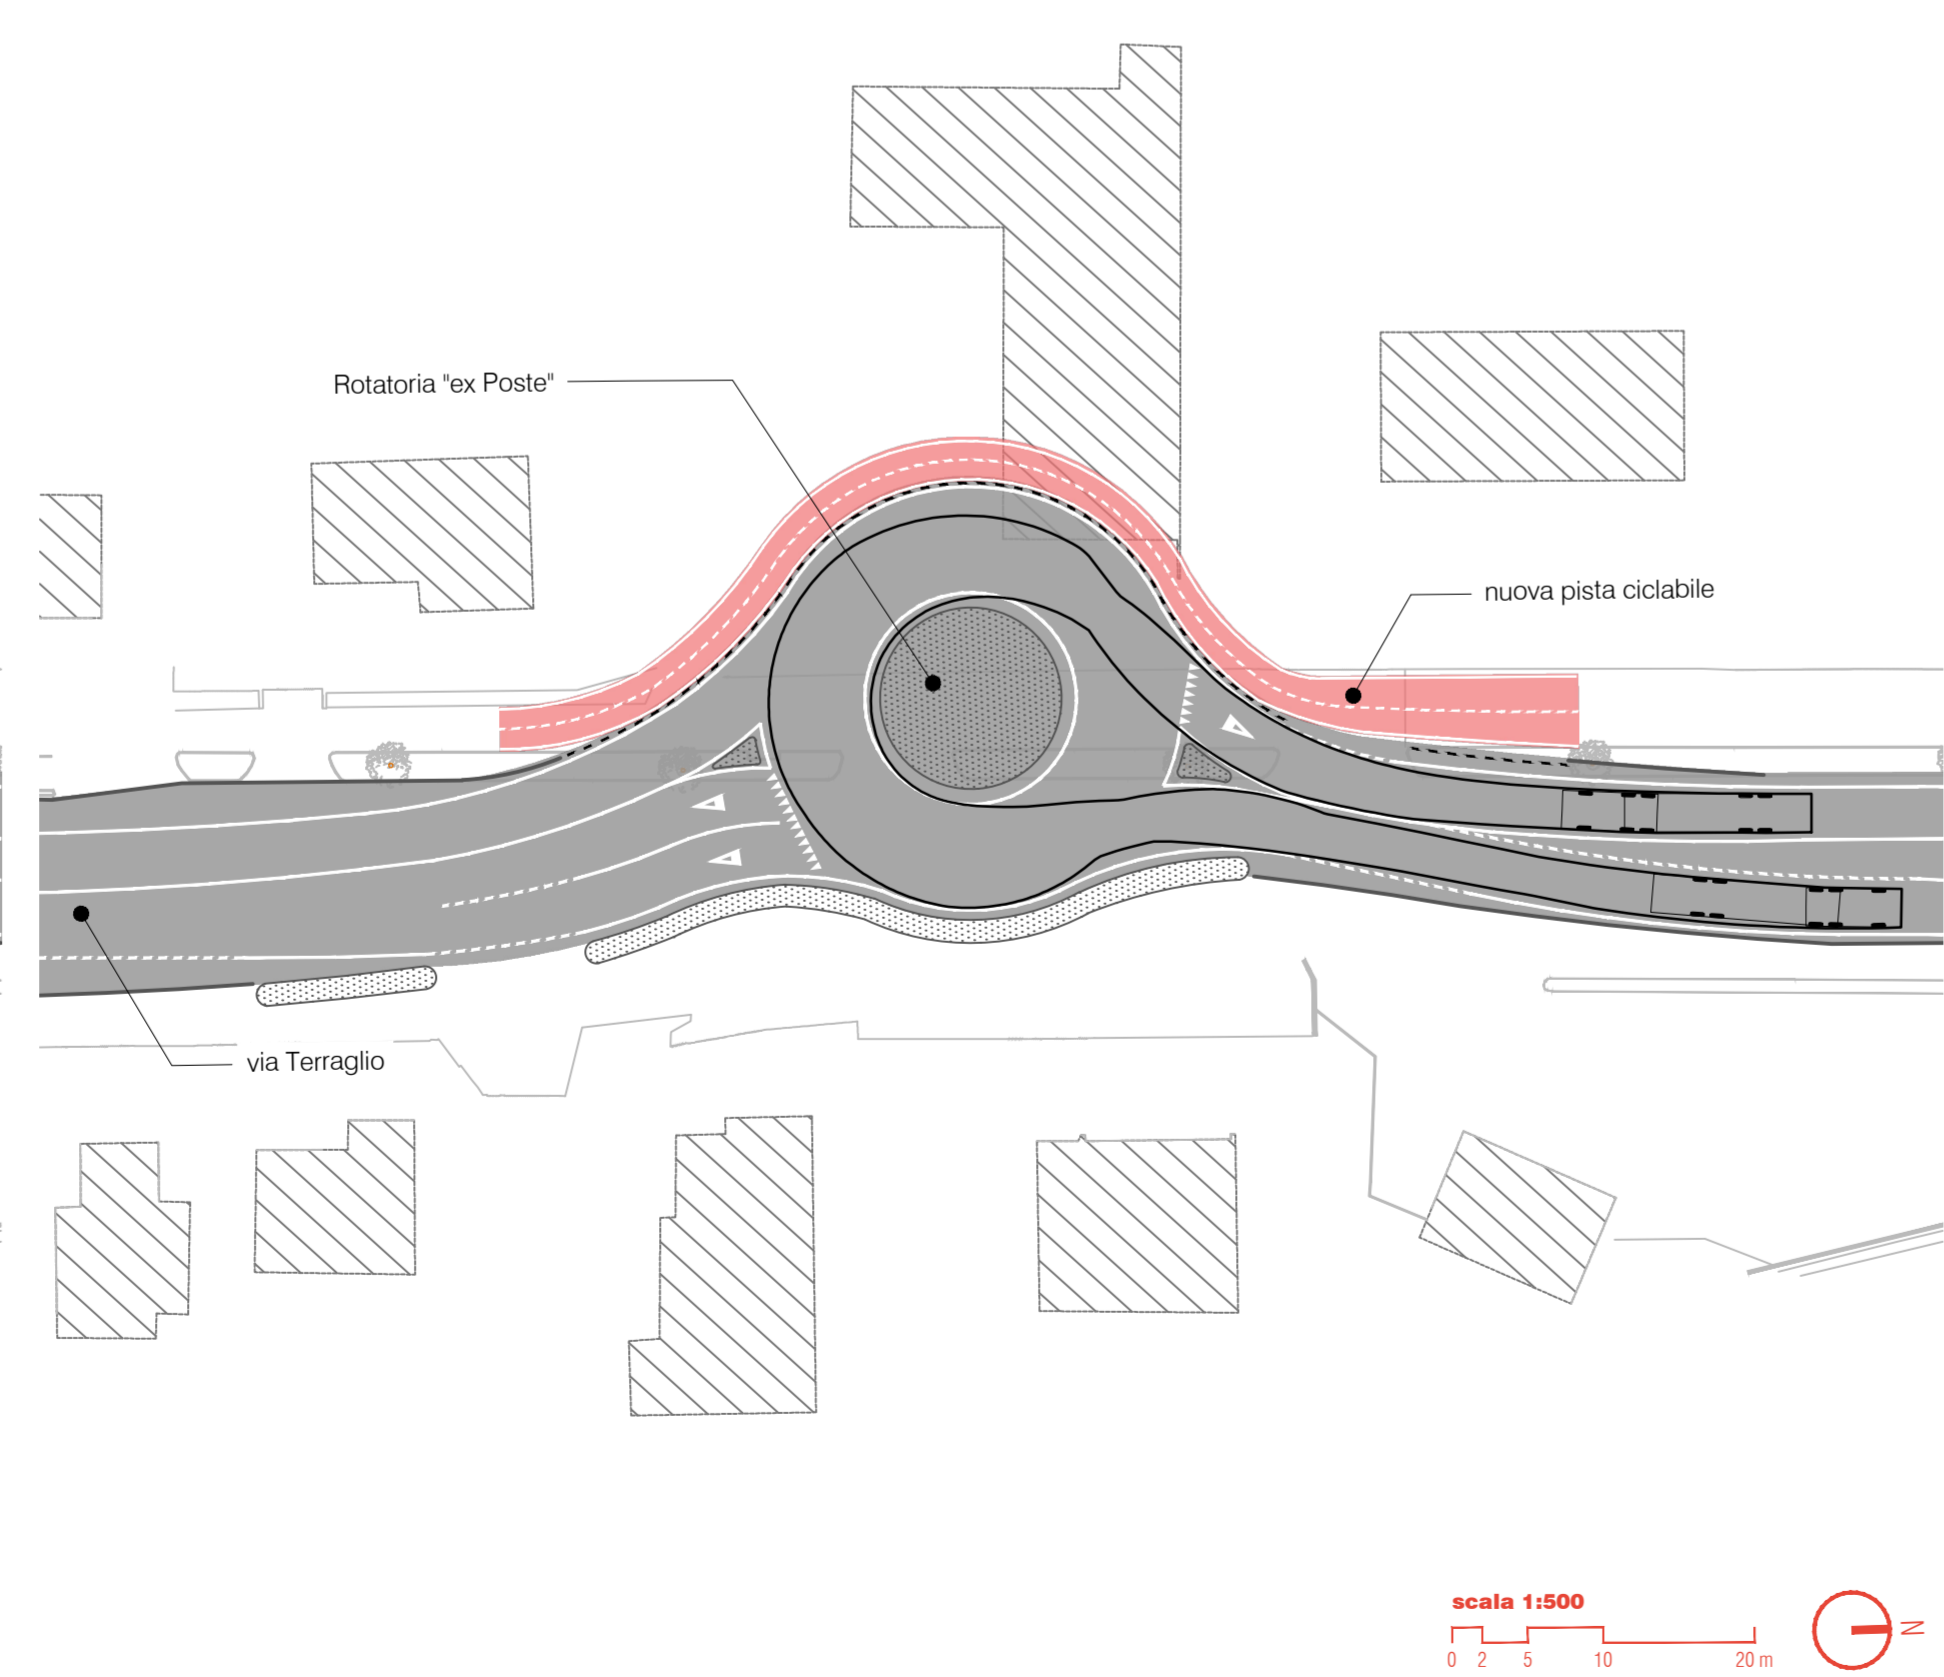 Rotatoria "ex Poste"
nuova pista ciclabile
via Terraglio
scala 1:500
0 2 5 10 20 m
N